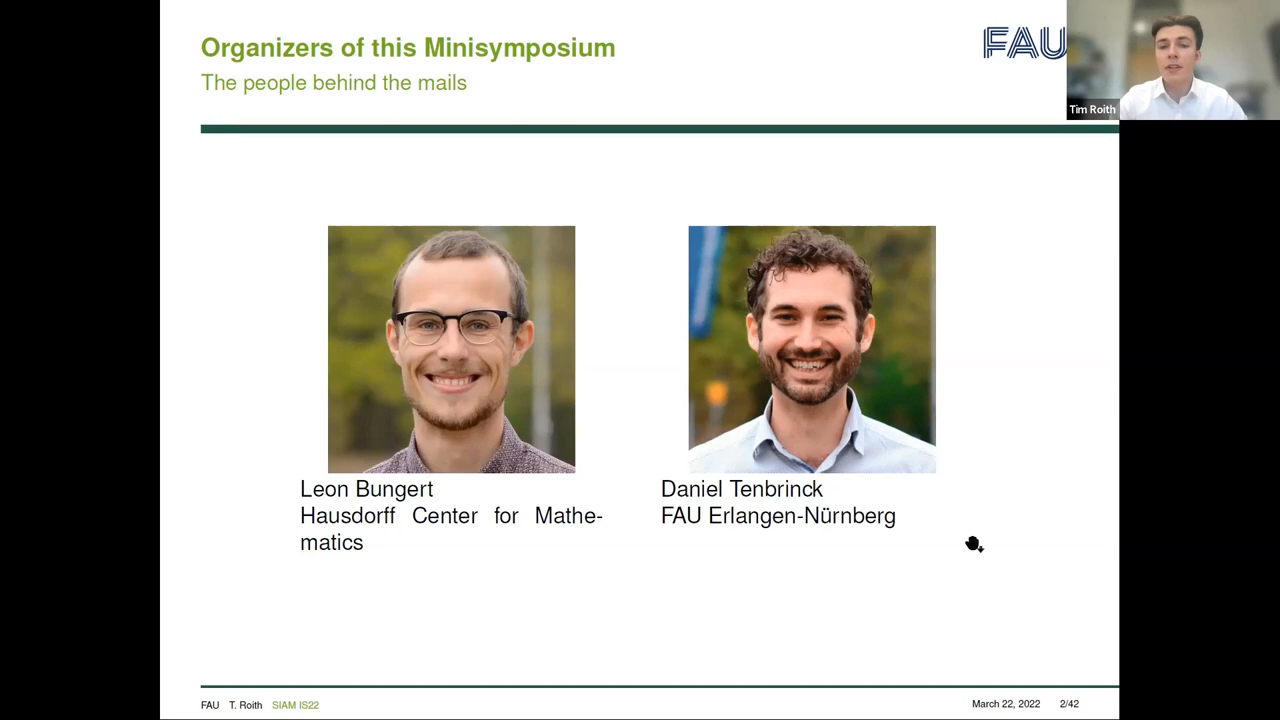 Organizers of this Minisymposium
The people behind the mails
FAU
Tim Roith
Leon Bungert
Hausdorff Center for Mathe-
matics
Daniel Tenbrinck
FAU Erlangen-Nürnberg
FAU T. Roith SIAM IS22
March 22, 2022 2/42